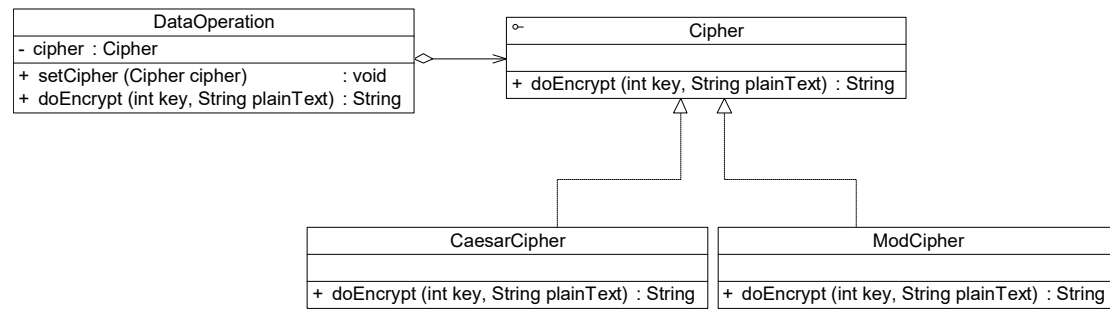 DataOperation
- cipher : Cipher
+ setCipher (Cipher cipher) : void
+ doEncrypt (int key, String plainText) : String
Cipher
+ doEncrypt (int key, String plainText) : String
CaesarCipher
+ doEncrypt (int key, String plainText) : String
ModCipher
+ doEncrypt (int key, String plainText) : String